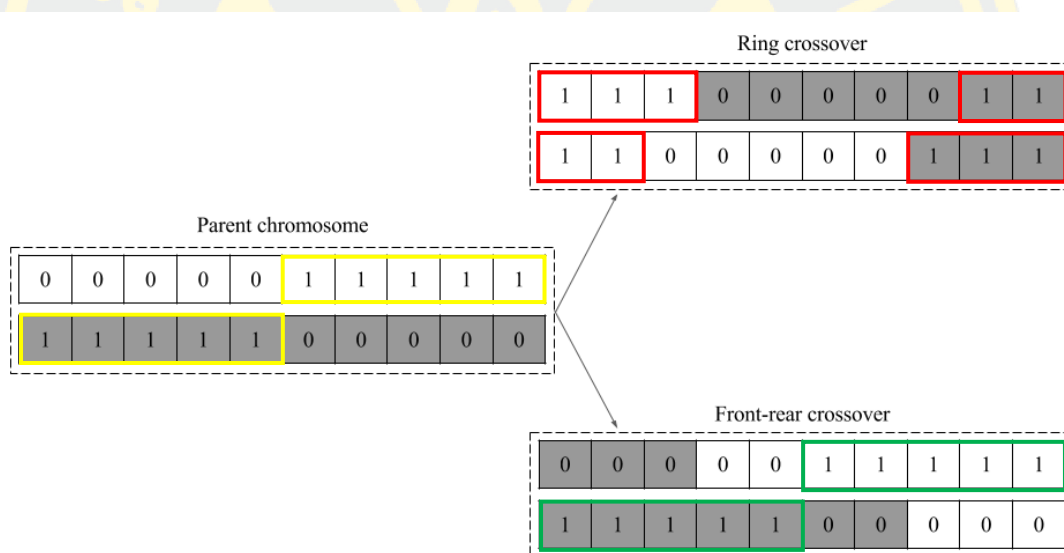 Ring crossover
1 1 1 0 0 0 0 0 1 1
1 1 0 0 0 0 0 1 1 1
Parent chromosome
0 0 0 0 0 1 1 1 1 1
1 1 1 1 1 0 0 0 0 0
Front-rear crossover
0 0 0 0 0 1 1 1 1 1
1 1 1 1 1 0 0 0 0 0